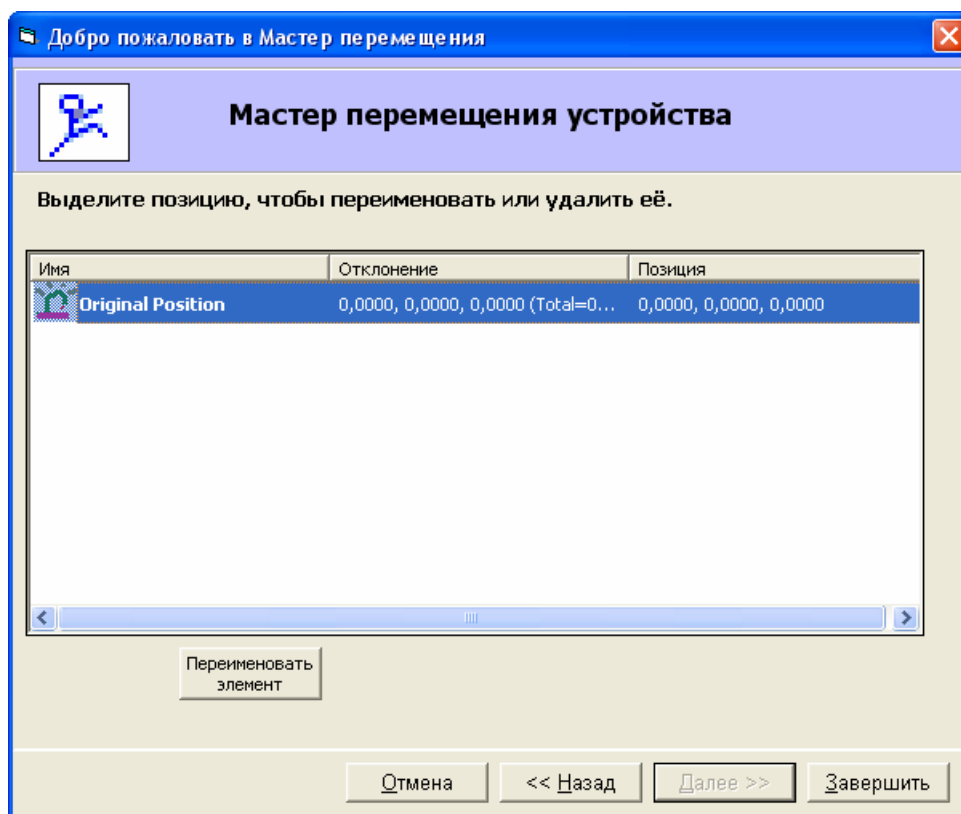 Добро пожаловать в Мастер перемещения
Мастер перемещения устройства
Выделите позицию, чтобы переименовать или удалить её.
Имя Отклонение Позиция
Original Position 0,0000, 0,0000, 0,0000 (Total=0... 0,0000, 0,0000, 0,0000
Переименовать
элемент
Отмена << Назад Далее >> Завершить